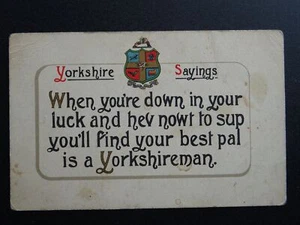 Yorkshire Sayings
When you're down in your
luck and hev nowt to sup
you'll find your best pal
is a Yorkshireman.